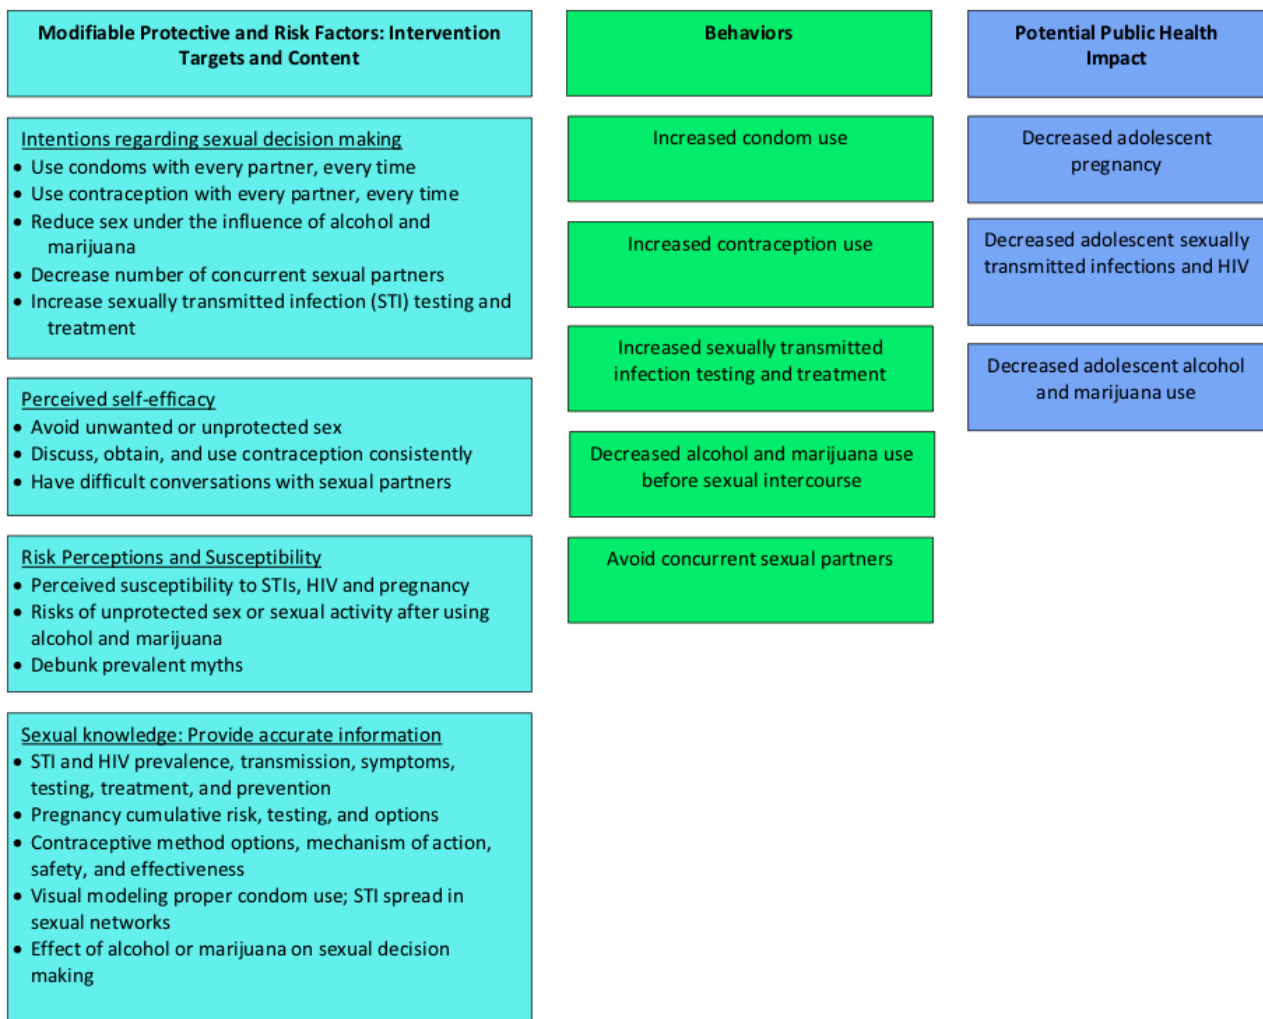 Modifiable Protective and Risk Factors: Intervention
Targets and Content
Intentions regarding sexual decision making
• Use condoms with every partner, every time
• Use contraception with every partner, every time
• Reduce sex under the influence of alcohol and
marijuana
• Decrease number of concurrent sexual partners
• Increase sexually transmitted infection (STI) testing and
treatment
Perceived self-efficacy
• Avoid unwanted or unprotected sex
• Discuss, obtain, and use contraception consistently
• Have difficult conversations with sexual partners
Risk Perceptions and Susceptibility
• Perceived susceptibility to STIs, HIV and pregnancy
• Risks of unprotected sex or sexual activity after using
alcohol and marijuana
• Debunk prevalent myths
Sexual knowledge: Provide accurate information
• STI and HIV prevalence, transmission, symptoms,
testing, treatment, and prevention
• Pregnancy cumulative risk, testing, and options
• Contraceptive method options, mechanism of action,
safety, and effectiveness
• Visual modeling proper condom use; STI spread in
sexual networks
• Effect of alcohol or marijuana on sexual decision
making
Behaviors
Increased condom use
Increased contraception use
Increased sexually transmitted
infection testing and treatment
Decreased alcohol and marijuana use
before sexual intercourse
Avoid concurrent sexual partners
Potential Public Health
Impact
Decreased adolescent
pregnancy
Decreased adolescent sexually
transmitted infections and HIV
Decreased adolescent alcohol
and marijuana use